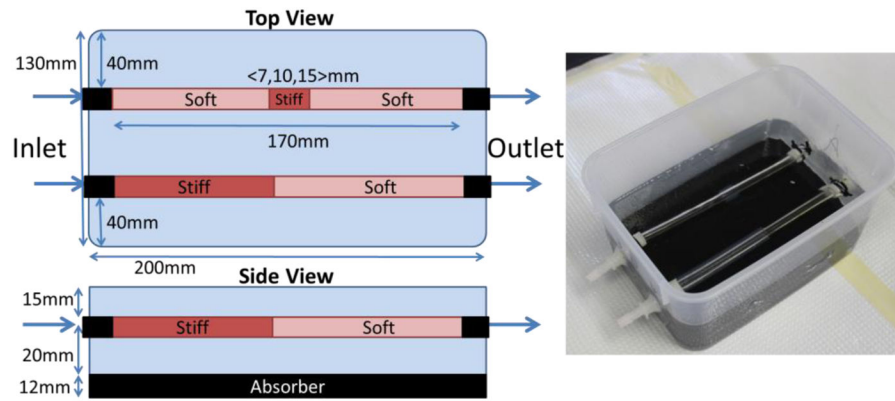 Top View
130mm
40mm
<7,10,15>mm
Soft
Stiff
Soft
170mm
Inlet
Outlet
Stiff
Soft
40mm
200mm
Side View
15mm
Stiff
Soft
20mm
12mm
Absorber